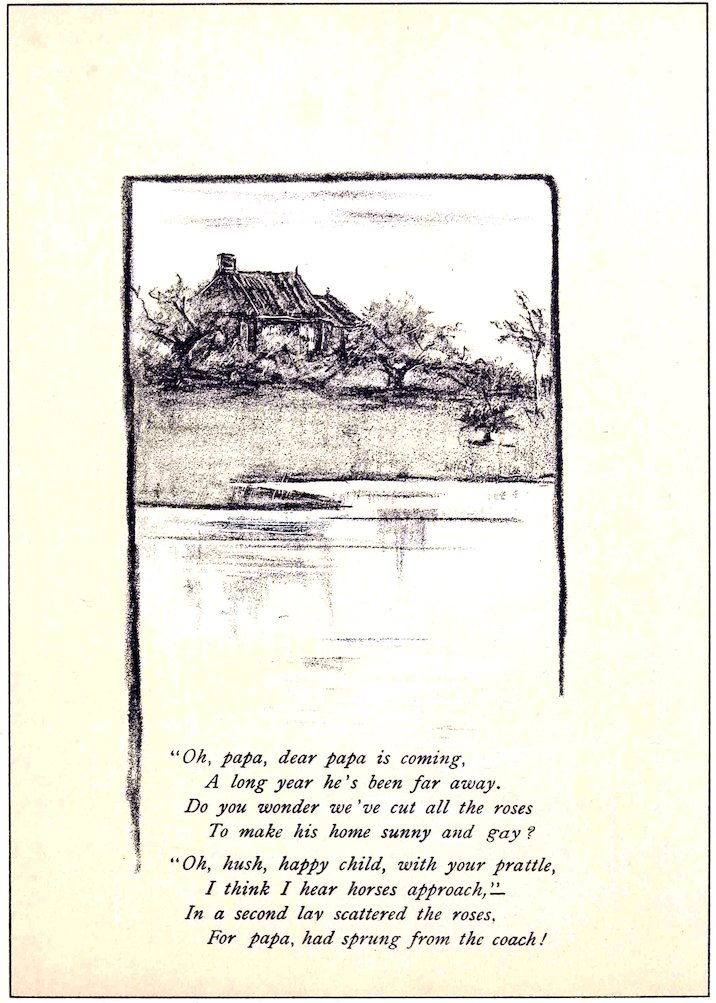 “Oh, papa, dear papa is coming,
A long year he's been far away.
Do you wonder we've cut all the roses
To make his home sunny and gay?
“Oh, hush, happy child, with your prattle,
I think I hear horses approach,”—
In a second lay scattered the roses,
For papa, had sprung from the coach!